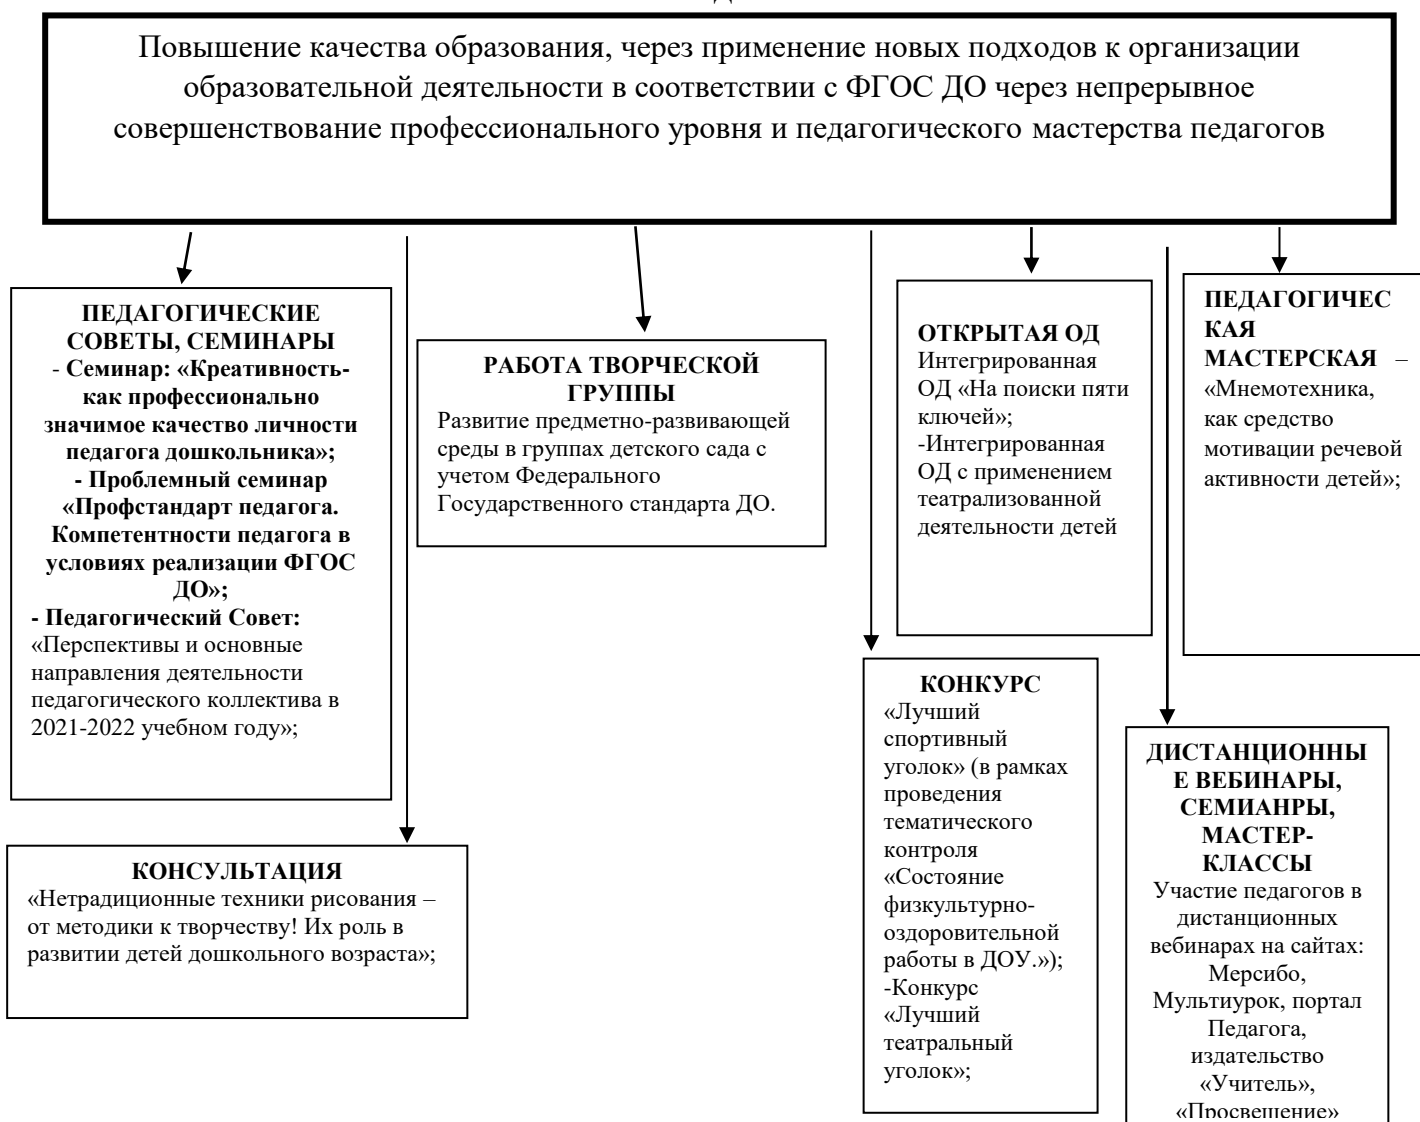 Повышение качества образования, через применение новых подходов к организации
образовательной деятельности в соответствии с ФГОС ДО через непрерывное
совершенствование профессионального уровня и педагогического мастерства педагогов
ПЕДАГОГИЧЕСКИЕ
СОВЕТЫ, СЕМИНАРЫ
- Семинар: «Креативность-
как профессионально
значимое качество личности
педагога дошкольника»;
- Проблемный семинар
«Профстандарт педагога.
Компетентности педагога в
условиях реализации ФГОС
ДО»;
- Педагогический Совет:
«Перспективы и основные
направления деятельности
педагогического коллектива в
2021-2022 учебном году»;
КОНСУЛЬТАЦИЯ
«Нетрадиционные техники рисования –
от методики к творчеству! Их роль в
развитии детей дошкольного возраста»;
РАБОТА ТВОРЧЕСКОЙ
ГРУППЫ
Развитие предметно-развивающей
среды в группах детского сада с
учетом Федерального
Государственного стандарта ДО.
ОТКРЫТАЯ ОД
Интегрированная
ОД «На поиски пяти
ключей»;
-Интегрированная
ОД с применением
театрализованной
деятельности детей
КОНКУРС
«Лучший
спортивный
уголок» (в рамках
проведения
тематического
контроля
«Состояние
физкультурно-
оздоровительной
работы в ДОУ.»);
-Конкурс
«Лучший
театральный
уголок»;
ПЕДАГОГИЧЕС
КАЯ
МАСТЕРСКАЯ –
«Мнемотехника,
как средство
мотивации речевой
активности детей»;
ДИСТАНЦИОННЫ
Е ВЕБИНАРЫ,
СЕМИАНРЫ,
МАСТЕР-
КЛАССЫ
Участие педагогов в
дистанционных
вебинарах на сайтах:
Мерсибо,
Мультиурок, портал
Педагога,
издательство
«Учитель»,
«Просвещение»